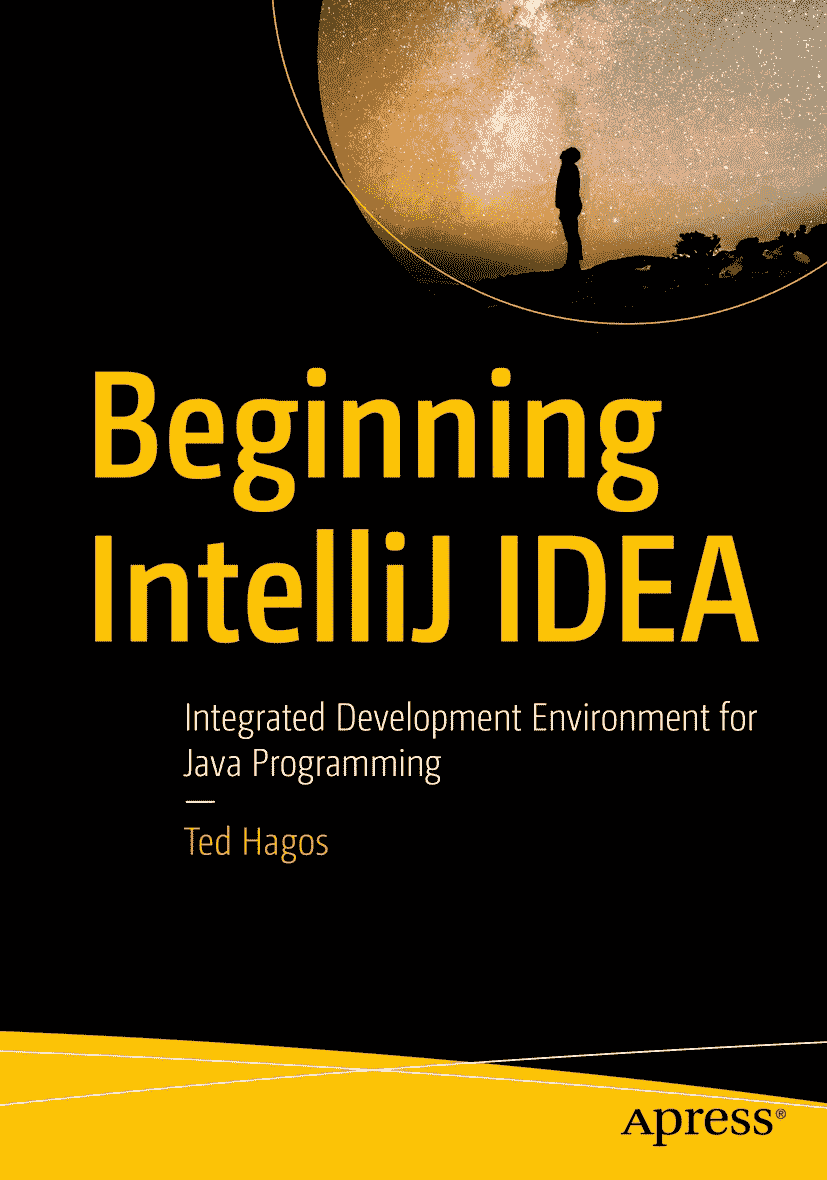 Beginning
IntelliJ IDEA
Integrated Development Environment for
Java Programming
—
Ted Hagos
Apress®